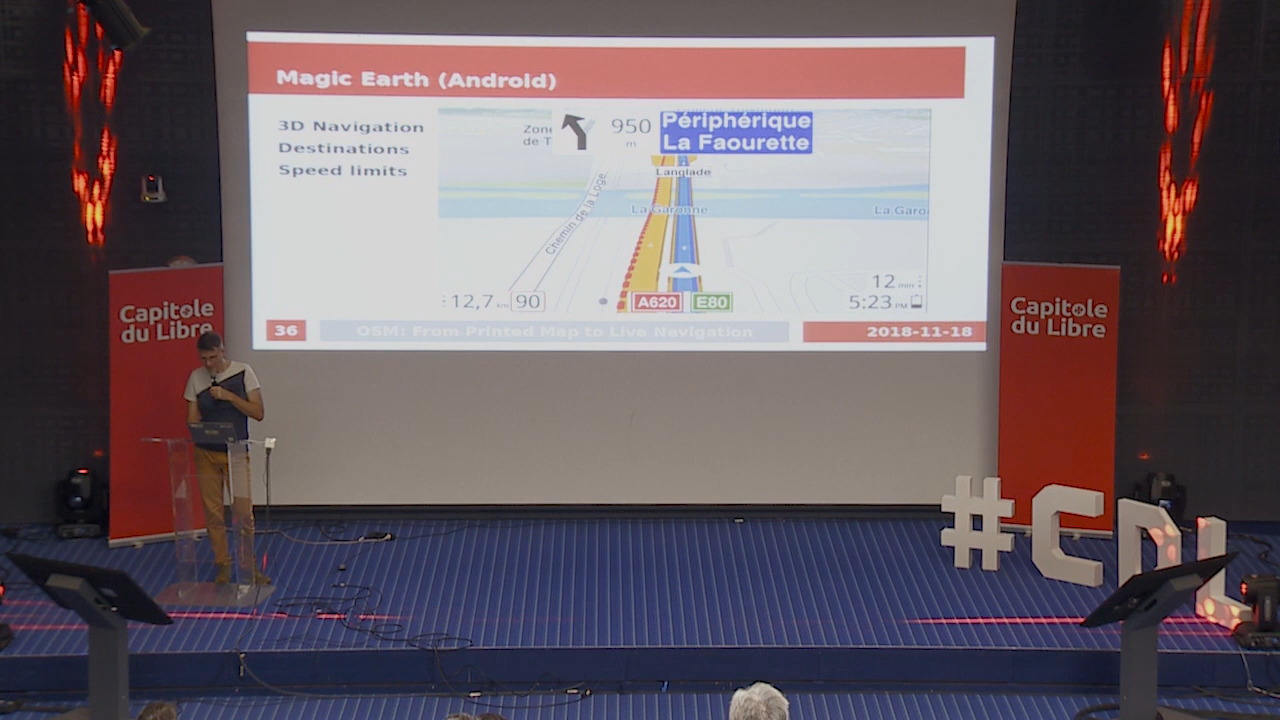 Magic Earth (Android)
3D Navigation
Destinations
Speed limits
Zone
de T
950
m
Périphérique
La Faourette
Langlade
Chemin de la Loge
La Garonne
La Garo
12,7 km 90
A620 E80
12 min
5:23 PM
36
OSM: From Printed Map to Live Navigation
2018-11-18
Capitole
du Libre
Capitole
du Libre
#CDL